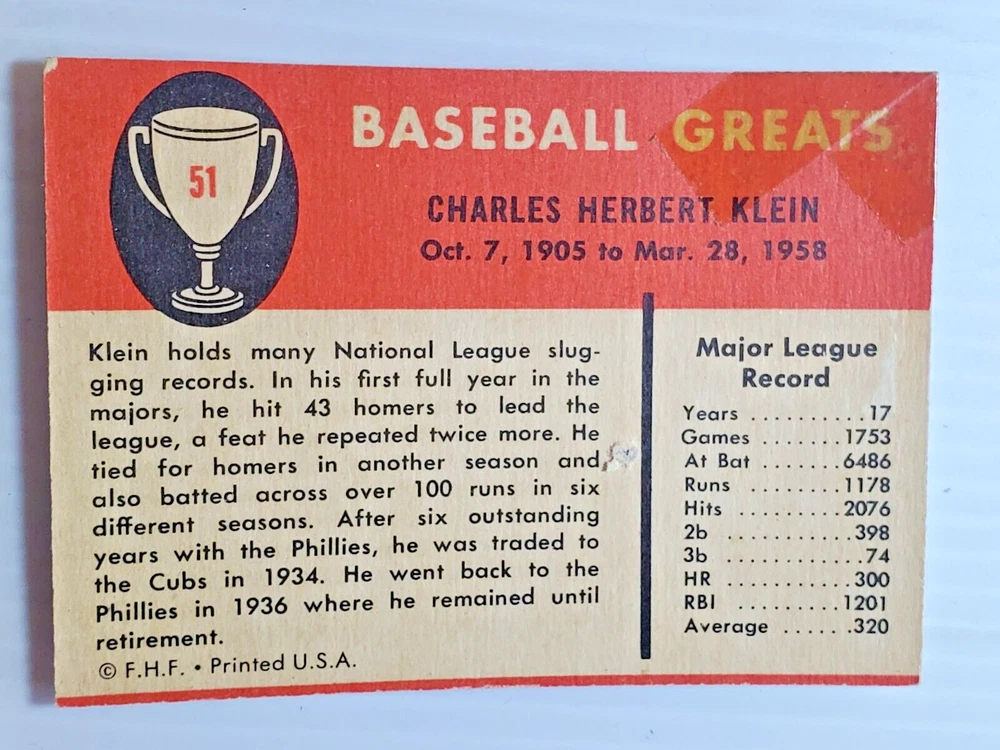 51
BASEBALL GREATS
CHARLES HERBERT KLEIN
Oct. 7, 1905 to Mar. 28, 1958
Klein holds many National League slug-
ging records. In his first full year in the
majors, he hit 43 homers to lead the
league, a feat he repeated twice more. He
tied for homers in another season and
also batted across over 100 runs in six
different seasons. After six outstanding
years with the Phillies, he was traded to
the Cubs in 1934. He went back to the
Phillies in 1936 where he remained until
retirement.
© F.H.F. • Printed U.S.A.
Major League
Record
Years ..........17
Games .......1753
At Bat .......6486
Runs ........1178
Hits .........2076
2b ...........398
3b ............74
HR ...........300
RBI .........1201
Average ......320